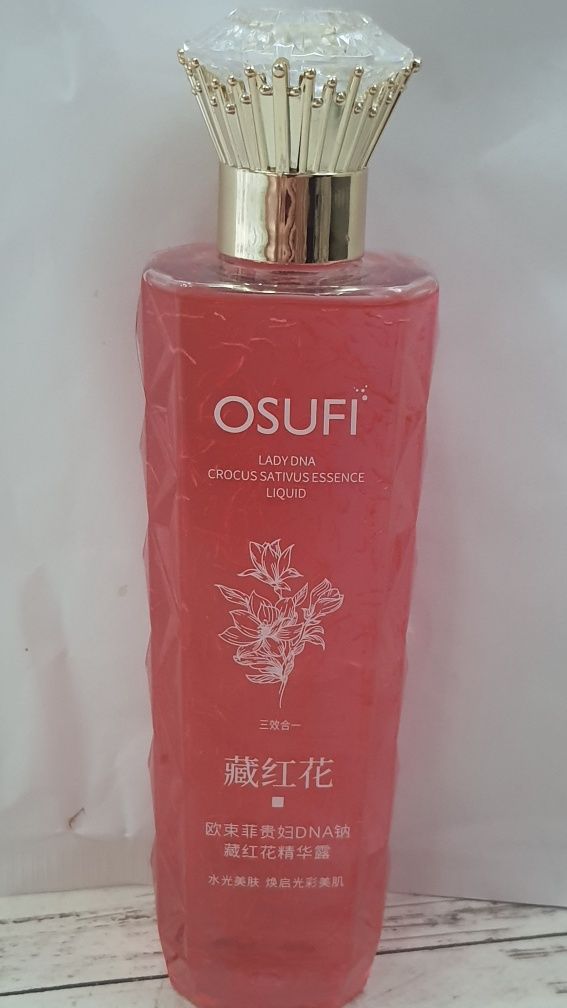 OSUFI
LADY DNA
CROCUS SATIVUS ESSENCE
LIQUID
三效合一
藏红花
欧束菲贵妇DNA钠
藏红花精华露
水光美肤 焕启光彩美肌